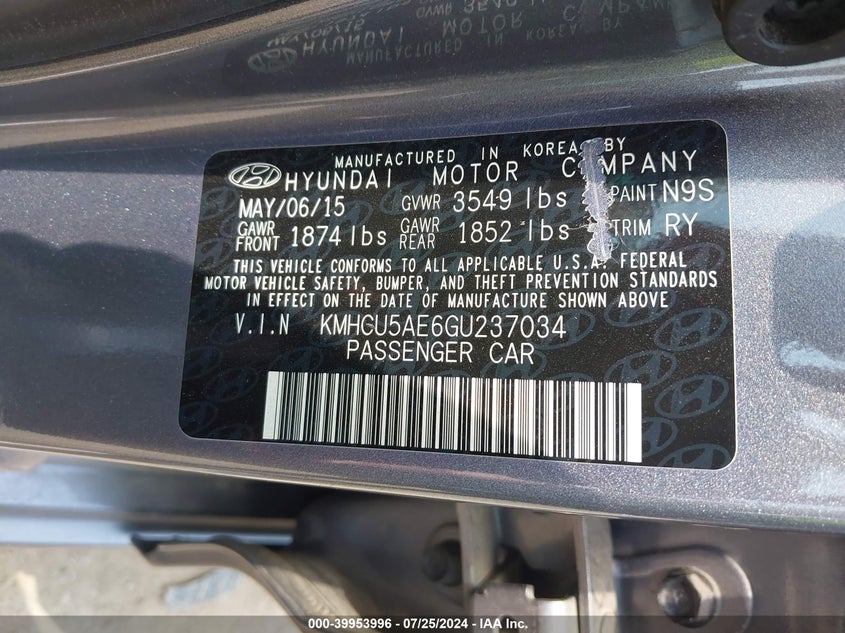 MANUFACTURED IN KOREA BY
HYUNDAI MOTOR COMPANY
MAY/06/15 GVWR 3549 lbs PAINT N9S
GAWR FRONT 1874 lbs GAWR REAR 1852 lbs TRIM RY
THIS VEHICLE CONFORMS TO ALL APPLICABLE U.S.A. FEDERAL
MOTOR VEHICLE SAFETY, BUMPER, AND THEFT PREVENTION STANDARDS
IN EFFECT ON THE DATE OF MANUFACTURE SHOWN ABOVE
V.I.N KMHCU5AE6GU237034
PASSENGER CAR
000-39953996 - 07/25/2024 - IAA Inc.